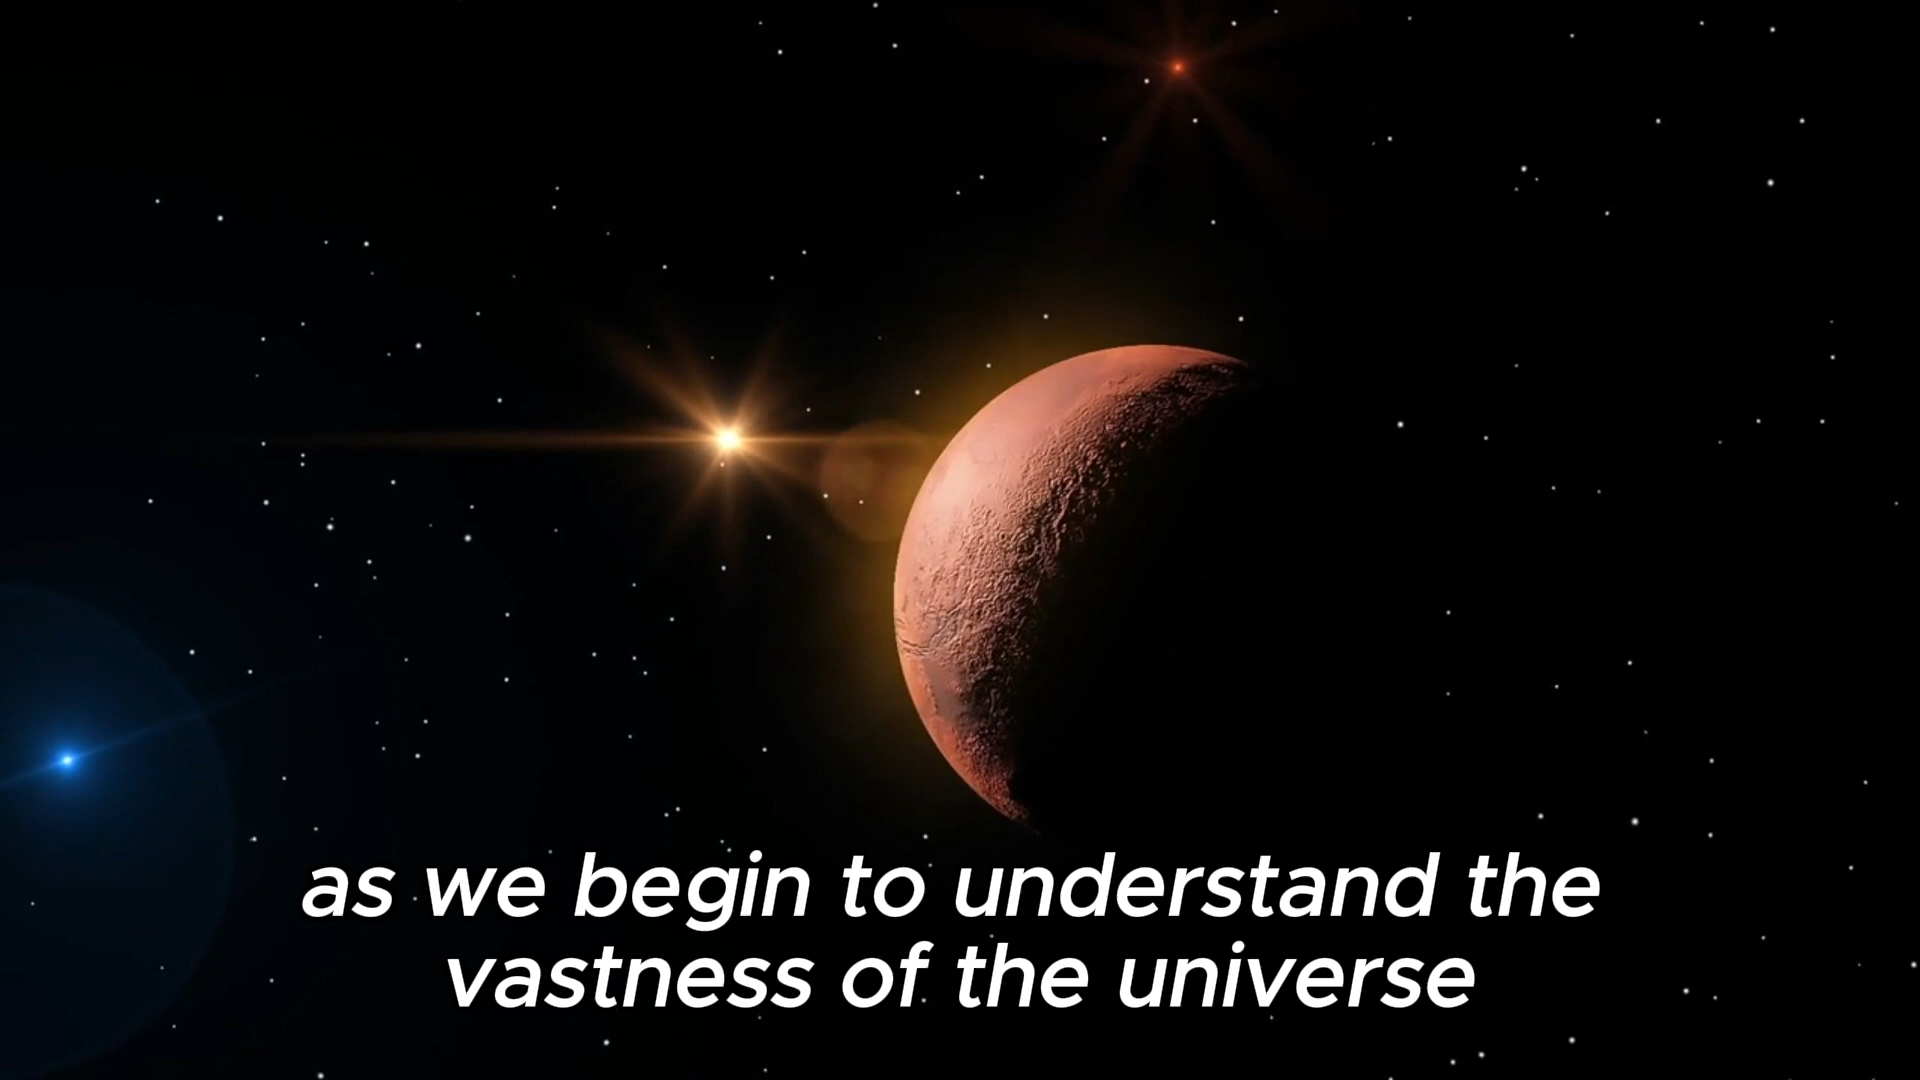 as we begin to understand the
vastness of the universe